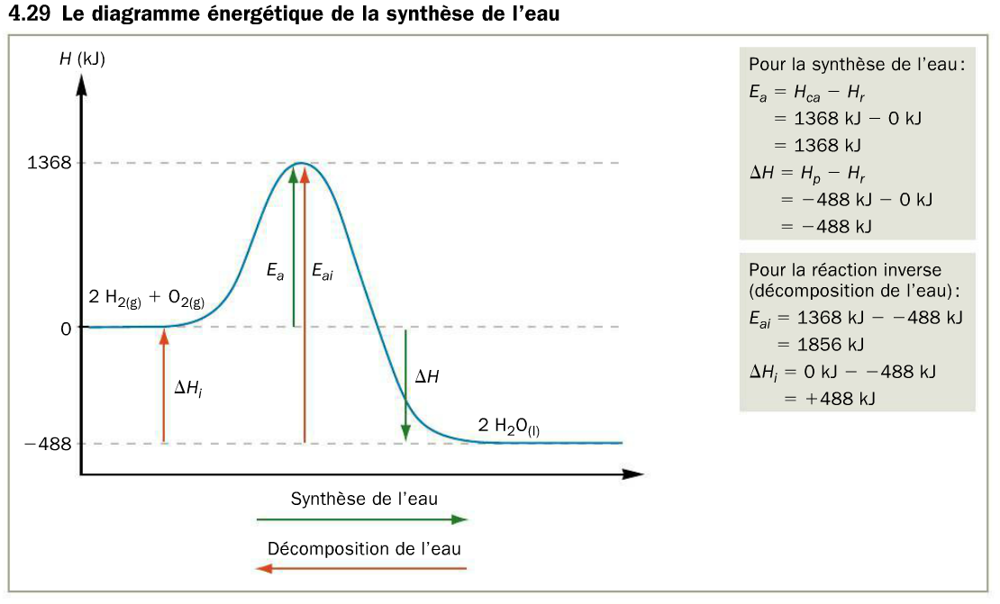 4.29 Le diagramme énergétique de la synthèse de l'eau
H (kJ)
1368
Ea
Eai
2 H2(g) + O2(g)
0
ΔHi
ΔH
2 H2O(l)
−488
Synthèse de l'eau
Décomposition de l'eau
Pour la synthèse de l'eau :
Ea = Hca − Hr
= 1368 kJ − 0 kJ
= 1368 kJ
ΔH = Hp − Hr
= −488 kJ − 0 kJ
= −488 kJ
Pour la réaction inverse
(décomposition de l'eau) :
Eai = 1368 kJ − −488 kJ
= 1856 kJ
ΔHi = 0 kJ − −488 kJ
= +488 kJ